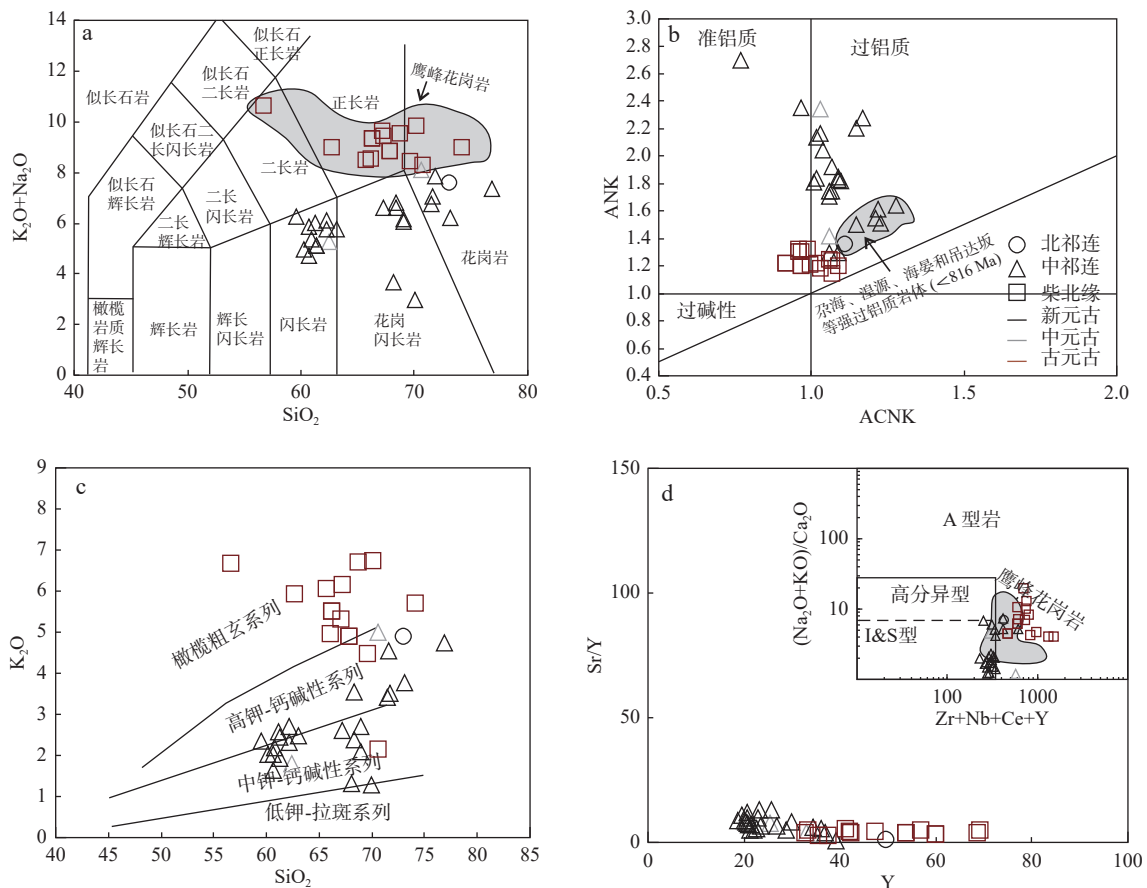 a
14
12
10
8
6
4
2
0
K₂O+Na₂O
40
50
60
70
80
SiO₂
似长石
正长岩
似长石
二长岩
似长石岩
似长石二
长闪长岩
似长石
辉长岩
二长
辉长岩
二长
闪长岩
二长岩
正长岩
鹰峰花岗岩
橄榄
岩质
辉长
岩
辉长岩
辉长
闪长岩
闪长岩
花岗
闪长岩
花岗岩
b
3.0
2.8
2.6
2.4
2.2
2.0
1.8
1.6
1.4
1.2
1.0
0.8
0.6
0.4
ANK
0.5
1.0
1.5
2.0
ACNK
准铝质
过铝质
过碱性
尕海、湟源、海晏和吊达坂
等强过铝质岩体 (<816 Ma)
北祁连
中祁连
柴北缘
新元古
中元古
古元古
c
9
8
7
6
5
4
3
2
1
0
K₂O
45
50
55
60
65
70
75
80
85
SiO₂
橄榄粗玄系列
高钾-钙碱性系列
中钾-钙碱性系列
低钾-拉斑系列
d
150
100
50
0
Sr/Y
0
20
40
60
80
100
Y
(Na₂O+KO)/Ca₂O
100
10
A 型岩
高分异型
I&S型
鹰峰花岗岩
100
1000
Zr+Nb+Ce+Y